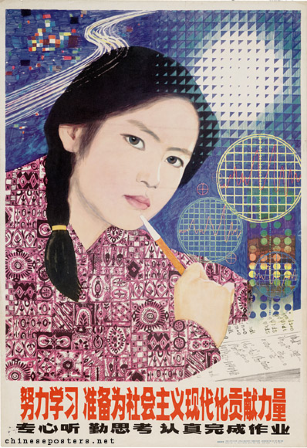 努力学习 准备为社会主义现代化贡献力量
专心听 勤思考 认真完成作业
chineseposters.net